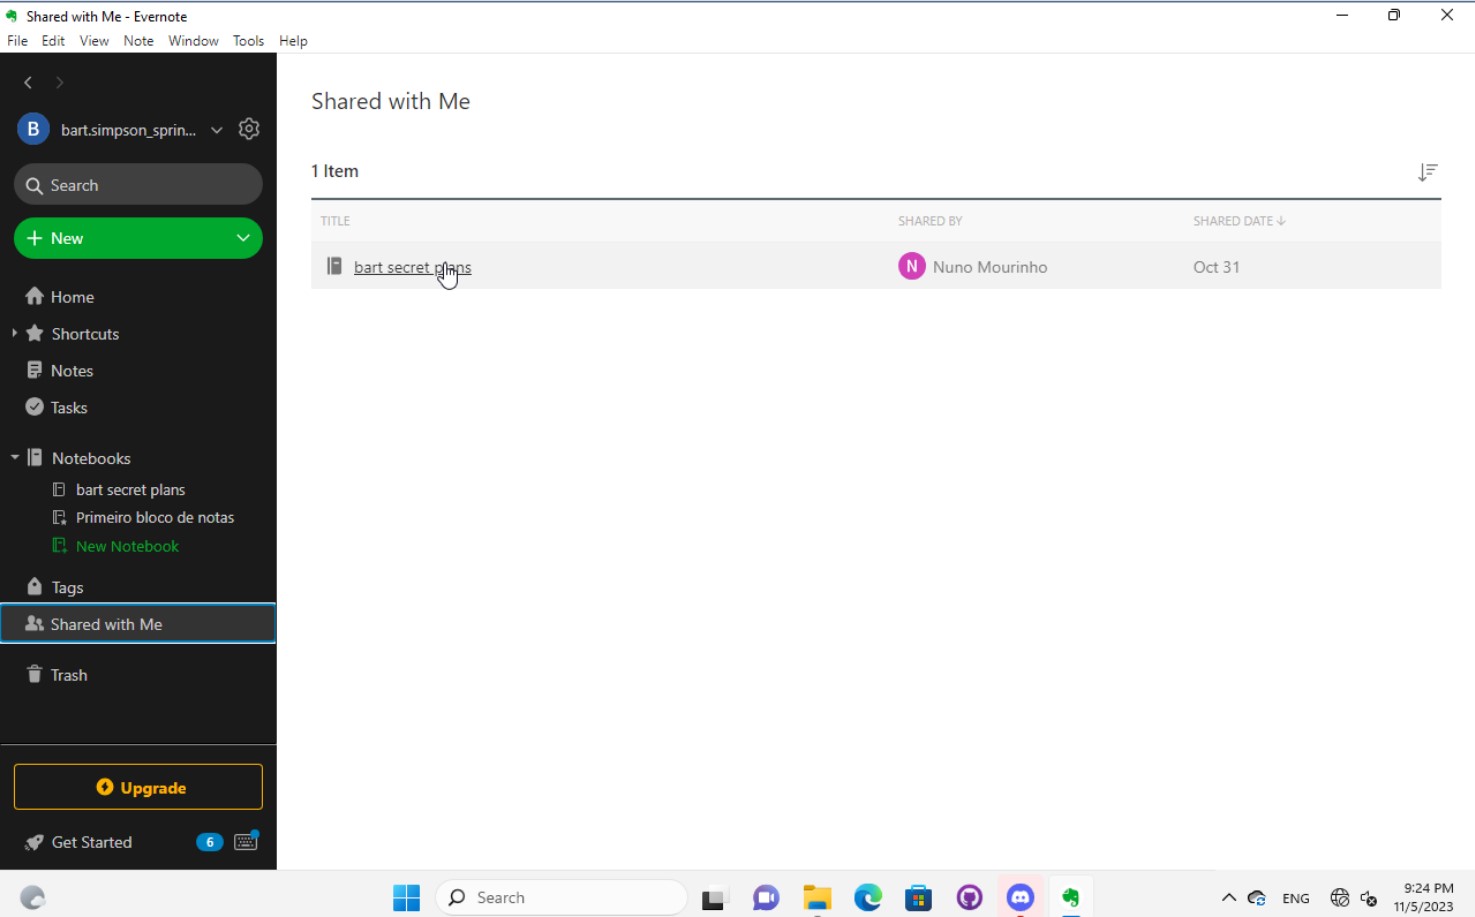 Shared with Me - Evernote
File Edit View Note Window Tools Help
B bart.simpson_sprin...
Search
New
Home
Shortcuts
Notes
Tasks
Notebooks
bart secret plans
Primeiro bloco de notas
New Notebook
Tags
Shared with Me
Trash
Upgrade
Get Started 6
Shared with Me
1 Item
TITLE SHARED BY SHARED DATE
bart secret plans N Nuno Mourinho Oct 31
Search ENG 9:24 PM
11/5/2023